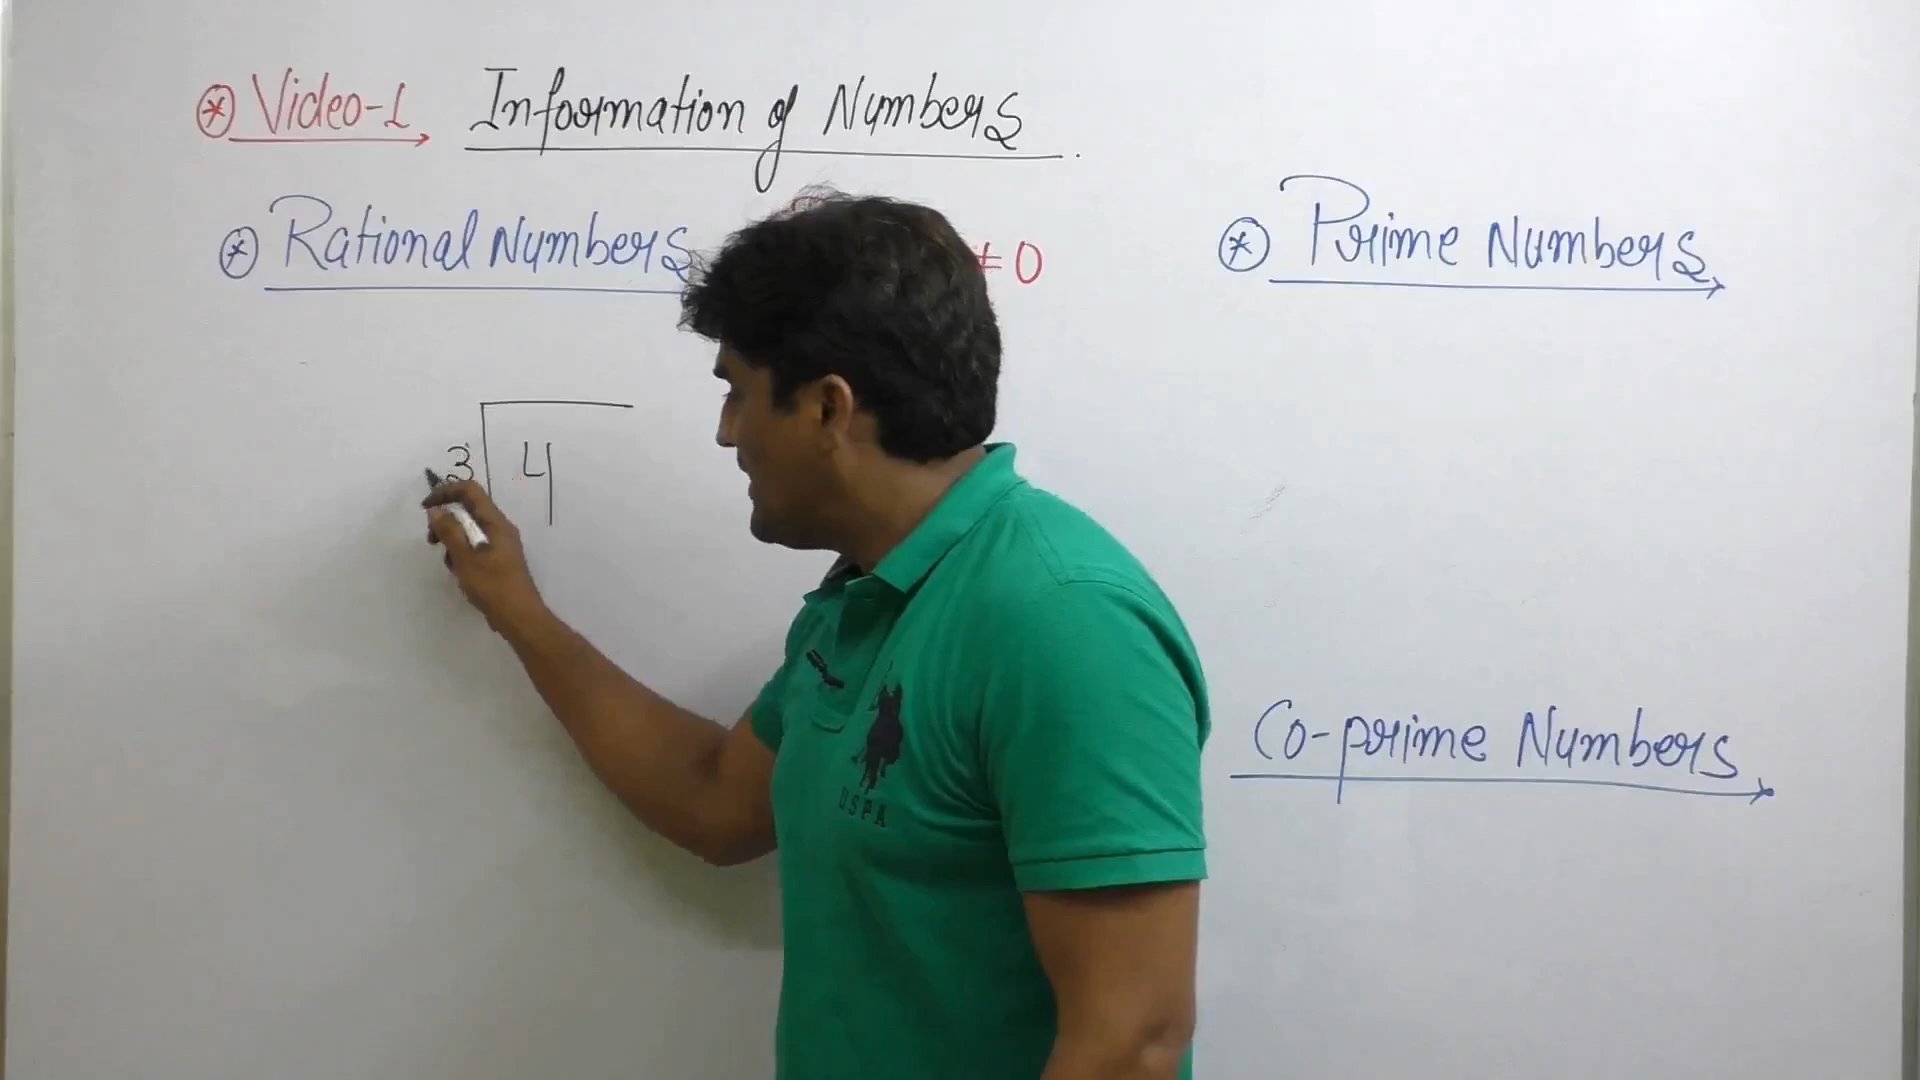 ⊛ Video-1 Information of Numbers.
⊛ Rational Numbers ≠ 0
⊛ Prime Numbers
3 4
Co-prime Numbers
USPA